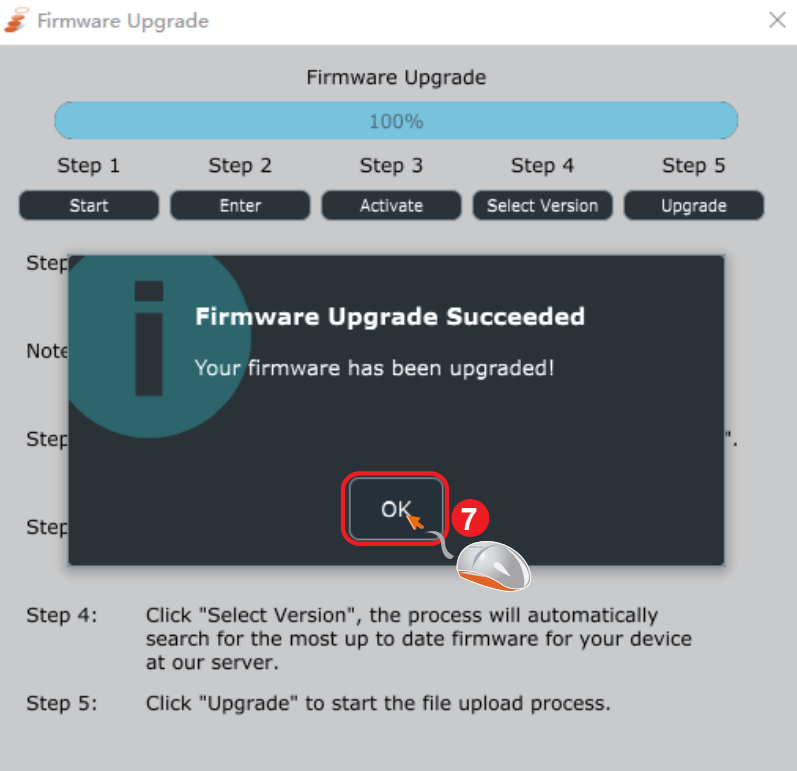 Firmware Upgrade
Firmware Upgrade
100%
Step 1 Step 2 Step 3 Step 4 Step 5
Start Enter Activate Select Version Upgrade
Step
Firmware Upgrade Succeeded
Note
Your firmware has been upgraded!
Step ".
OK 7
Step
Step 4: Click "Select Version", the process will automatically
search for the most up to date firmware for your device
at our server.
Step 5: Click "Upgrade" to start the file upload process.